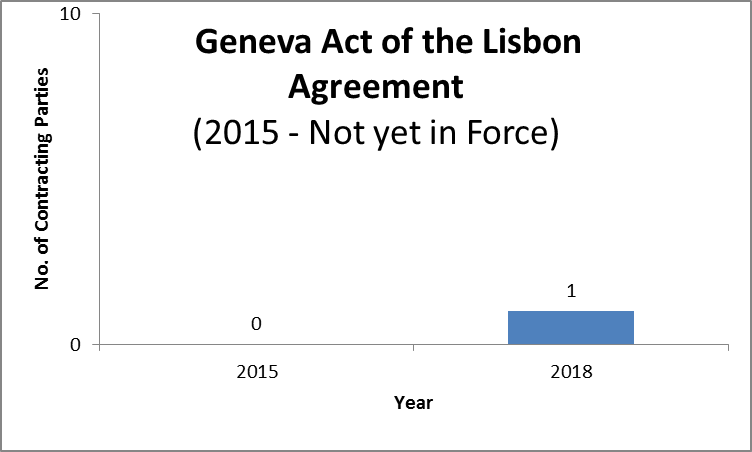 10
Geneva Act of the Lisbon
Agreement
(2015 - Not yet in Force)
No. of Contracting Parties
1
0
0
2015
2018
Year